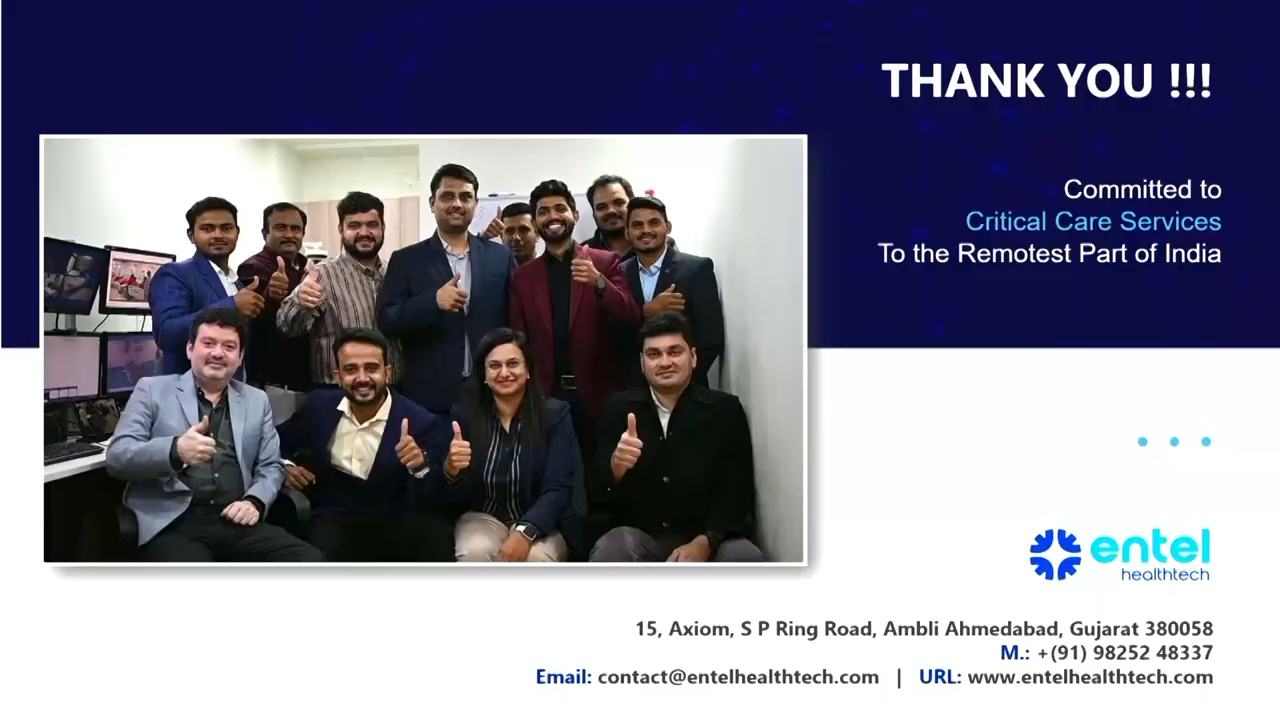 THANK YOU !!!
Committed to
Critical Care Services
To the Remotest Part of India
entel
healthtech
15, Axiom, S P Ring Road, Ambli Ahmedabad, Gujarat 380058
M.: +(91) 98252 48337
Email: contact@entelhealthtech.com | URL: www.entelhealthtech.com